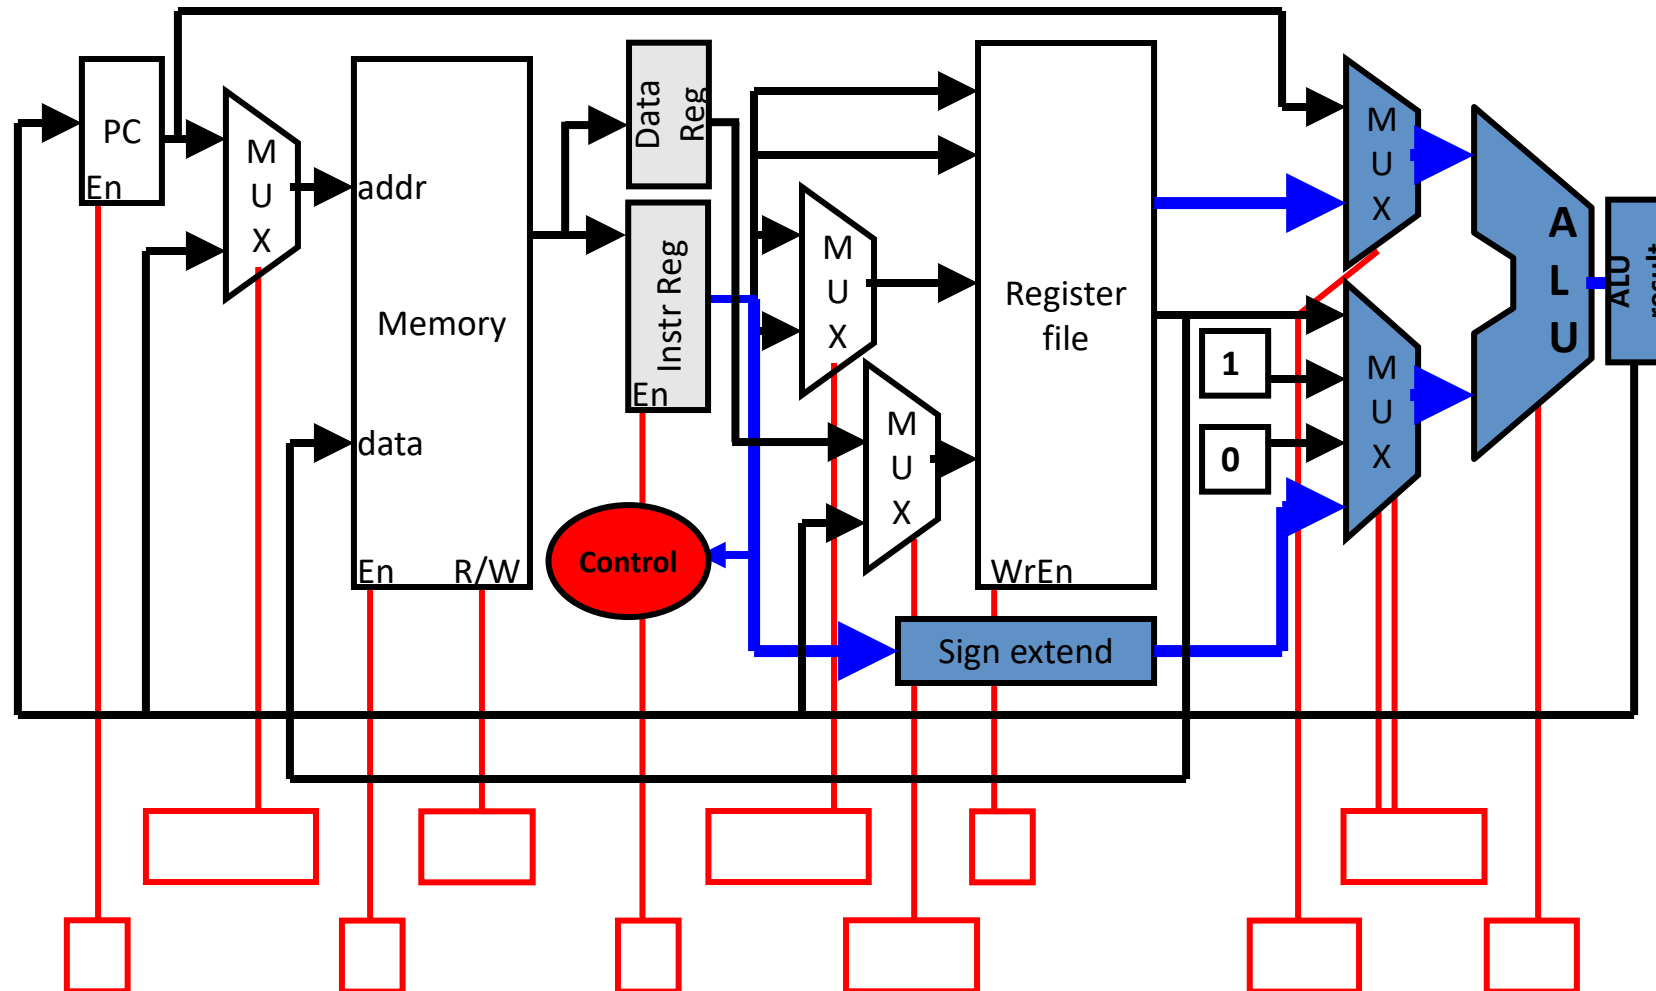 PC
En
M
U
X
addr
Memory
data
En
R/W
Data
Reg
Instr Reg
En
Control
M
U
X
M
U
X
Register
file
WrEn
Sign extend
1
0
M
U
X
M
U
X
A
L
U
ALU
result